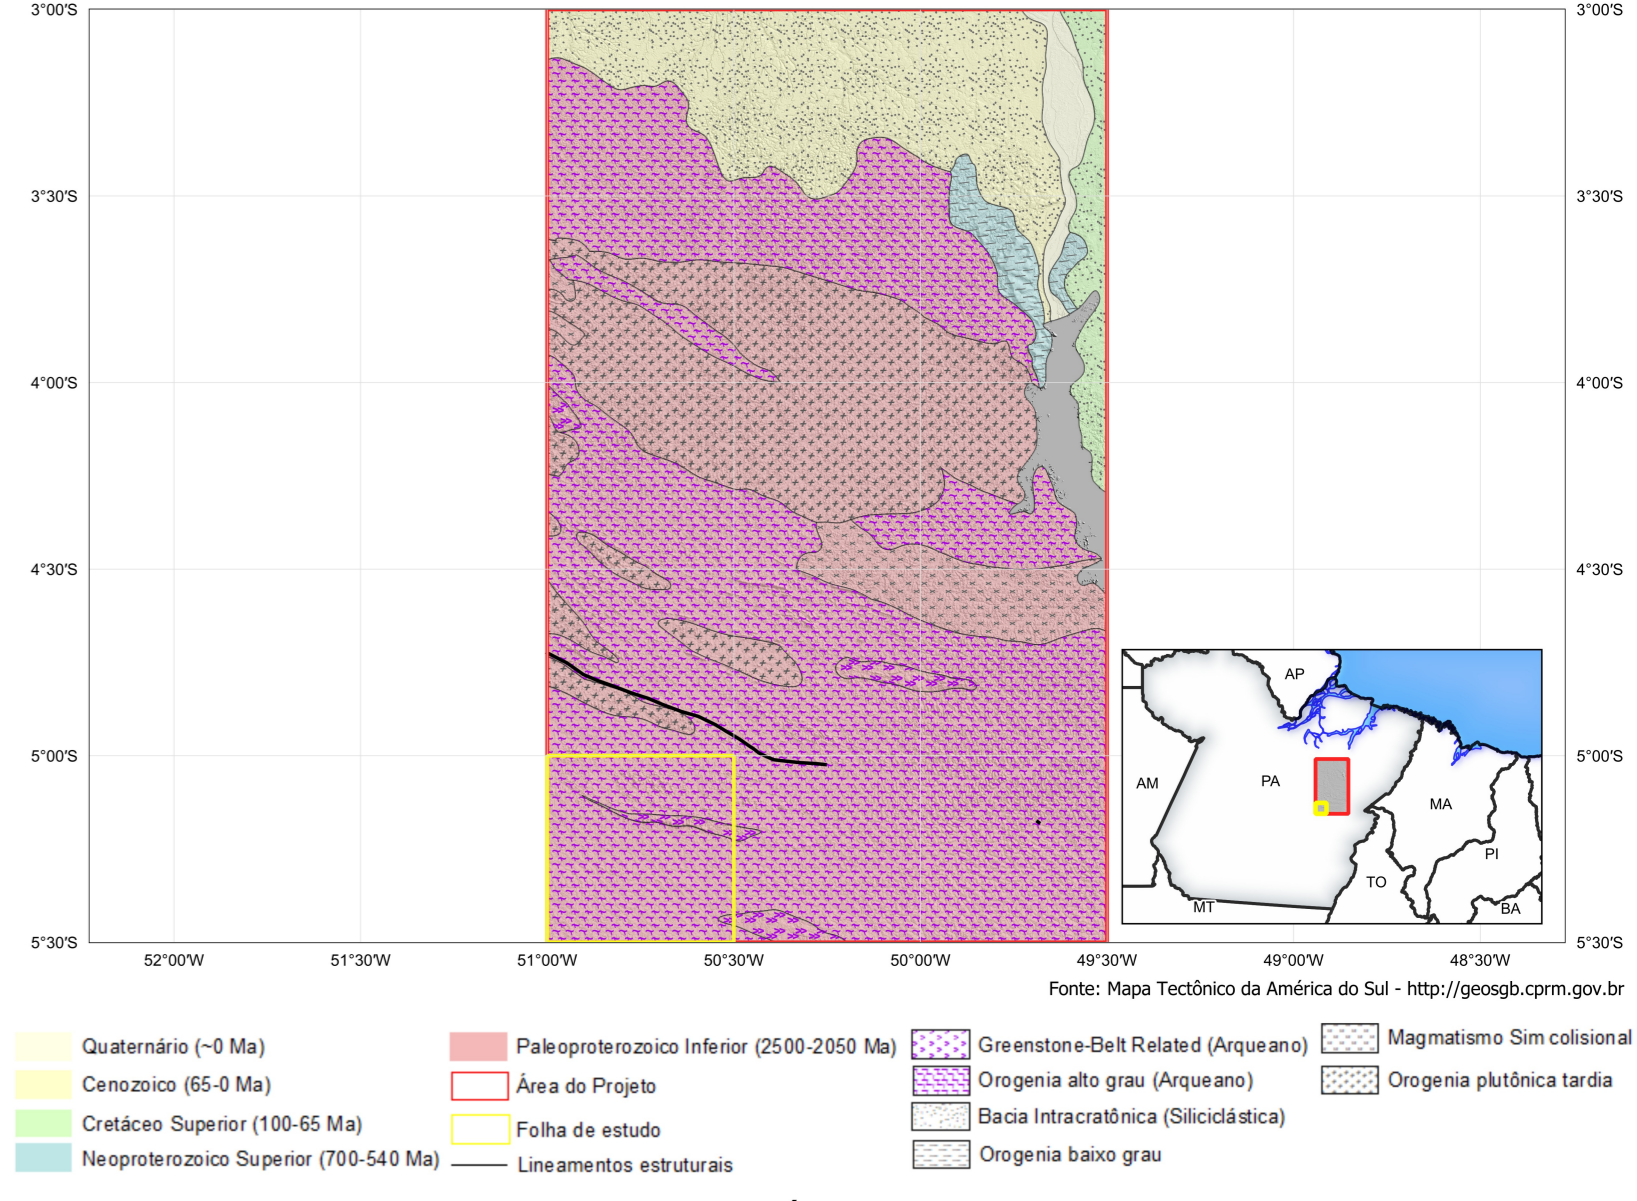 3°00'S
3°00'S
3°30'S
3°30'S
4°00'S
4°00'S
4°30'S
4°30'S
AP
AM
PA
MA
PI
TO
MT
BA
5°00'S
5°00'S
5°30'S
5°30'S
52°00'W
51°30'W
51°00'W
50°30'W
50°00'W
49°30'W
49°00'W
48°30'W
Fonte: Mapa Tectônico da América do Sul - http://geosgb.cprm.gov.br
Quaternário (~0 Ma)
Cenozoico (65-0 Ma)
Cretáceo Superior (100-65 Ma)
Neoproterozoico Superior (700-540 Ma)
Paleoproterozoico Inferior (2500-2050 Ma)
Área do Projeto
Folha de estudo
Lineamentos estruturais
Greenstone-Belt Related (Arqueano)
Orogenia alto grau (Arqueano)
Bacia Intracratônica (Siliciclástica)
Orogenia baixo grau
Magmatismo Sim colisional
Orogenia plutônica tardia